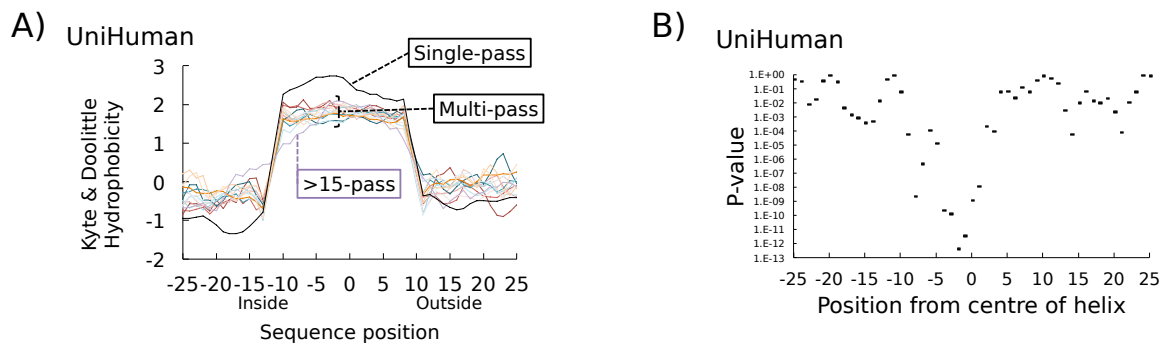 A)
UniHuman
Kyte & Doolittle
Hydrophobicity
3
2
1
0
-1
-2
Single-pass
Multi-pass
>15-pass
-25 -20 -15 -10 -5 0 5 10 15 20 25
Inside Outside
Sequence position
B)
UniHuman
P-value
1.E+00
1.E-01
1.E-02
1.E-03
1.E-04
1.E-05
1.E-06
1.E-07
1.E-08
1.E-09
1.E-10
1.E-11
1.E-12
1.E-13
-25 -20 -15 -10 -5 0 5 10 15 20 25
Position from centre of helix